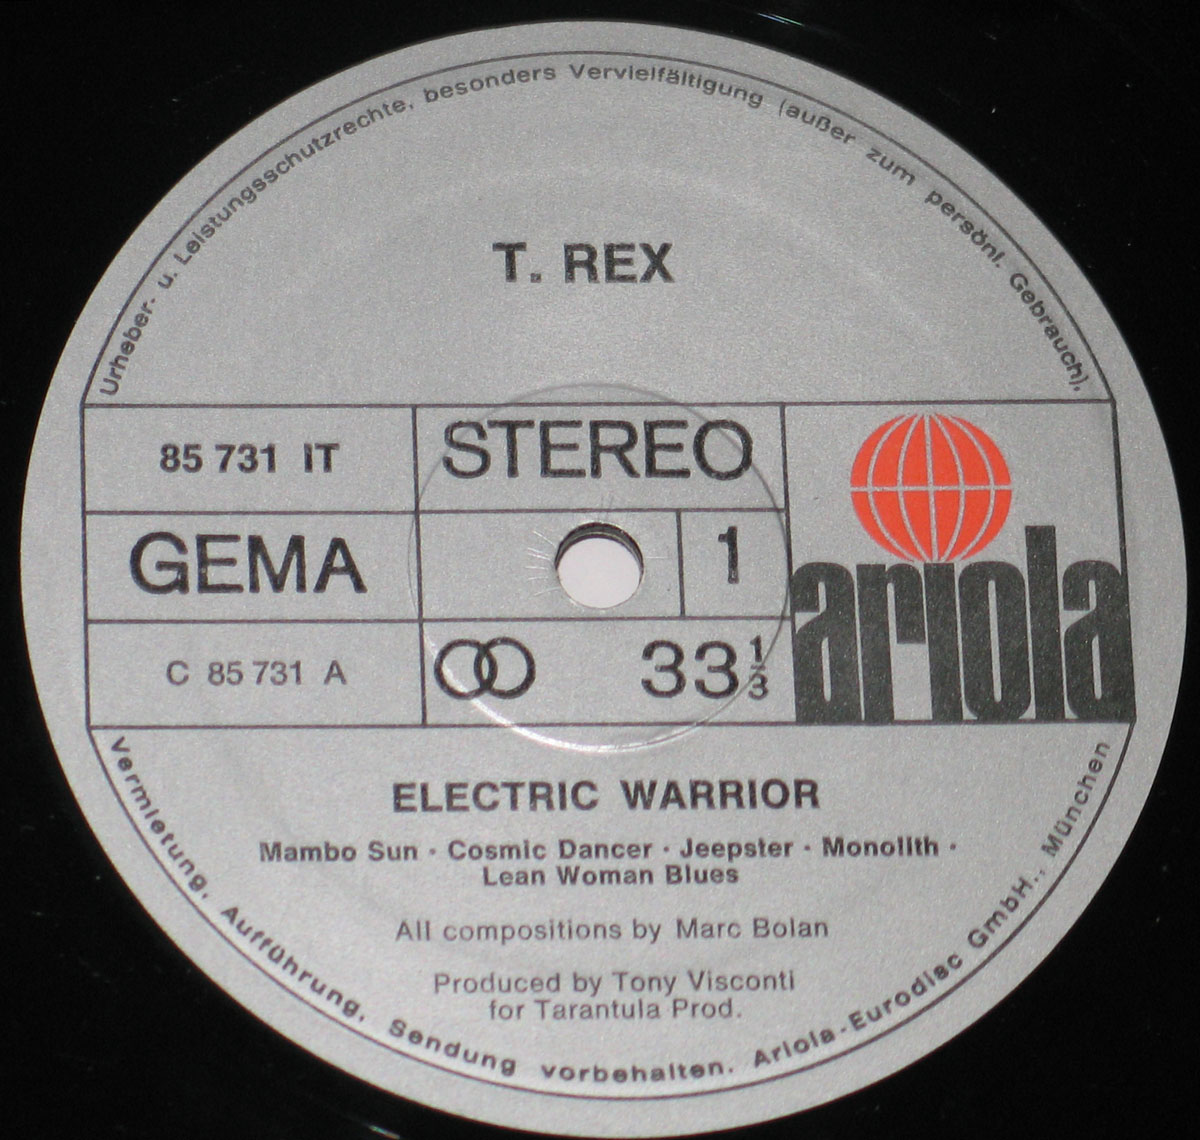 Urheber- u. Leistungsschutzrechte, besonders Vervielfältigung (außer zum persönl. Gebrauch),
T. REX
85 731 IT
STEREO
GEMA
1
C 85 731 A
33 1/3
ariola
ELECTRIC WARRIOR
Mambo Sun · Cosmic Dancer · Jeepster · Monolith ·
Lean Woman Blues
All compositions by Marc Bolan
Produced by Tony Visconti
for Tarantula Prod.
Vermietung, Aufführung, Sendung vorbehalten. Ariola-Eurodisc GmbH., München